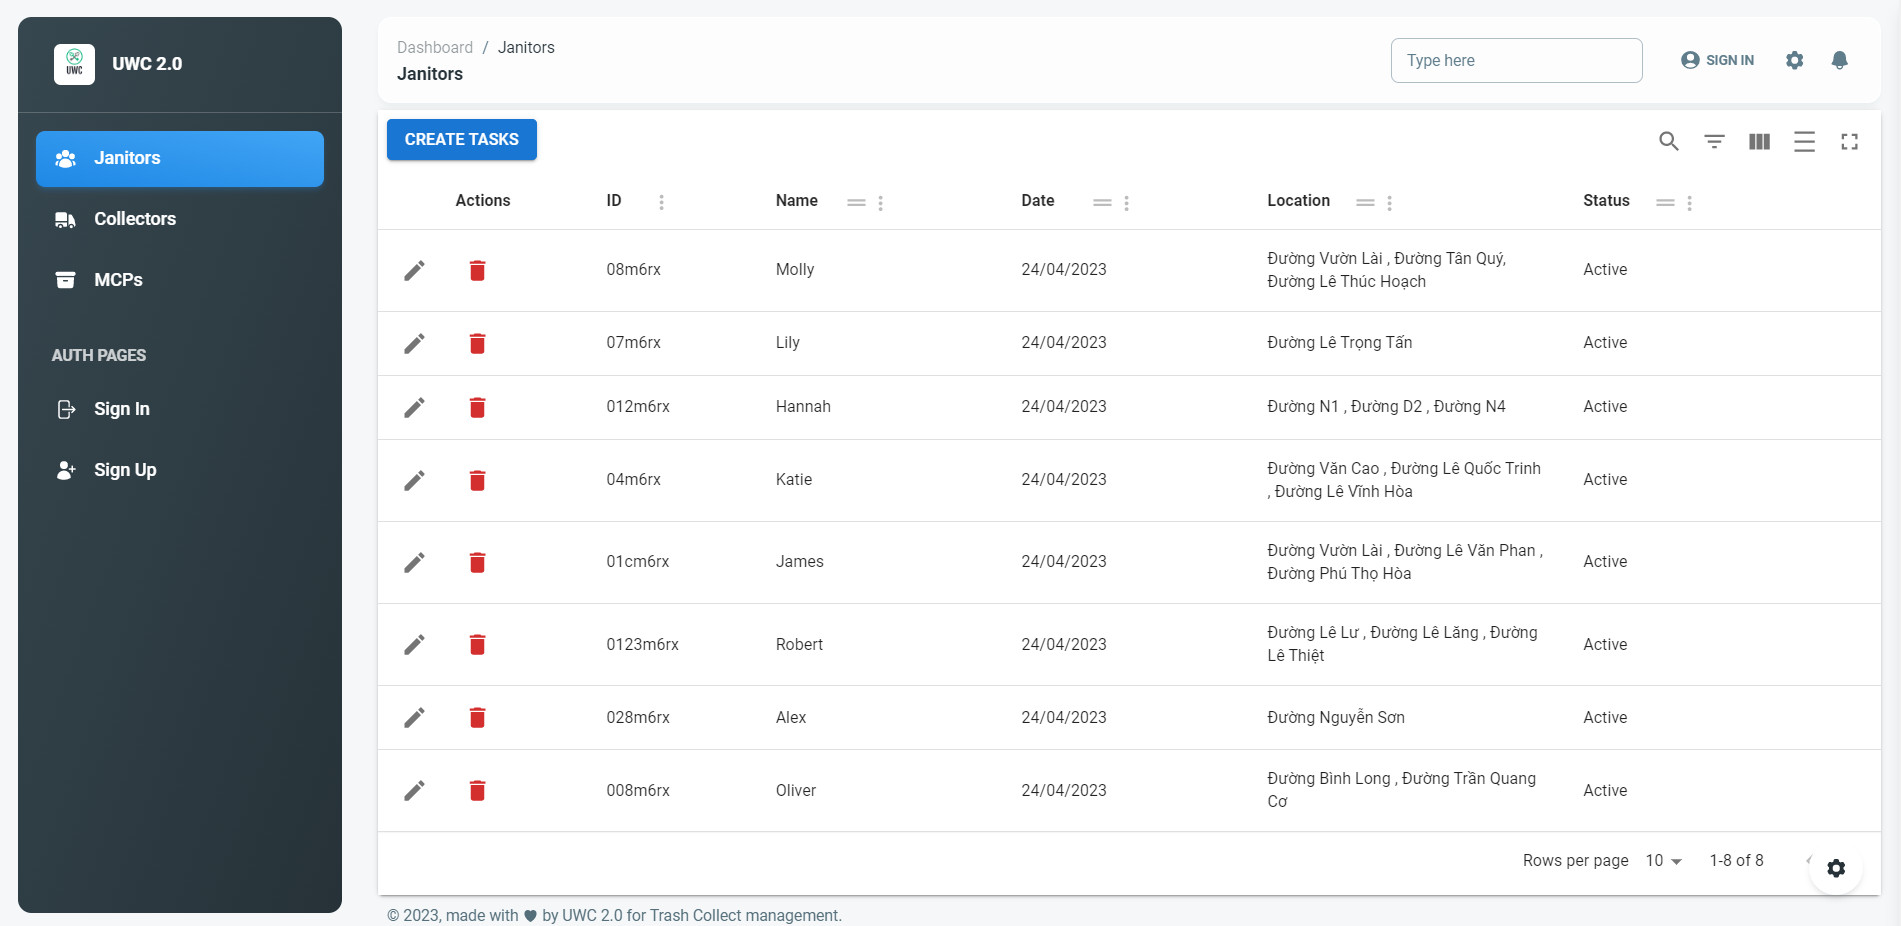 UWC
UWC 2.0
Janitors
Collectors
MCPs
AUTH PAGES
Sign In
Sign Up
Dashboard / Janitors
Janitors
Type here
SIGN IN
CREATE TASKS
Actions ID Name Date Location Status
08m6rx Molly 24/04/2023 Đường Vườn Lài , Đường Tân Quý, Active
Đường Lê Thúc Hoạch
07m6rx Lily 24/04/2023 Đường Lê Trọng Tấn Active
012m6rx Hannah 24/04/2023 Đường N1 , Đường D2 , Đường N4 Active
04m6rx Katie 24/04/2023 Đường Văn Cao , Đường Lê Quốc Trinh Active
, Đường Lê Vĩnh Hòa
01cm6rx James 24/04/2023 Đường Vườn Lài , Đường Lê Văn Phan , Active
Đường Phú Thọ Hòa
0123m6rx Robert 24/04/2023 Đường Lê Lư , Đường Lê Lăng , Đường Active
Lê Thiệt
028m6rx Alex 24/04/2023 Đường Nguyễn Sơn Active
008m6rx Oliver 24/04/2023 Đường Bình Long , Đường Trần Quang Active
Cơ
Rows per page 10 1-8 of 8
© 2023, made with ♥ by UWC 2.0 for Trash Collect management.